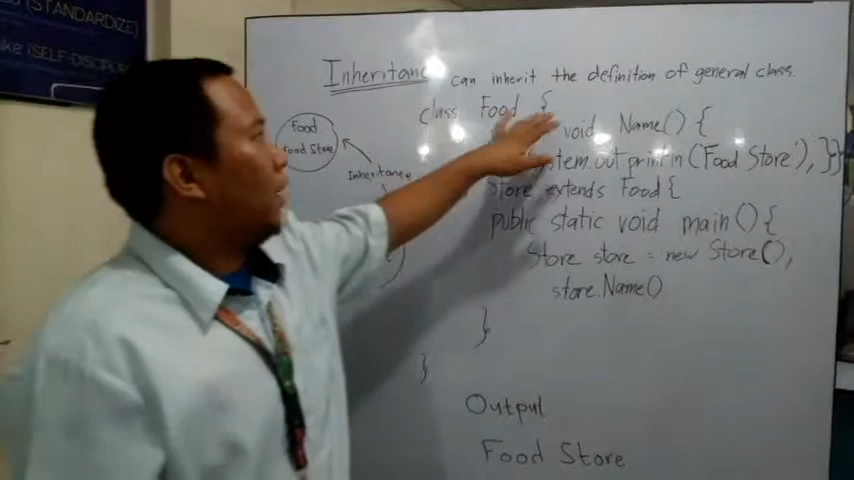 (STANDARDIZE)
(SELF-DISCIPL
Inheritanc can inherit the definition of general class.
class Food {
void Name() {
tem.out.println(Food Store'), }}
Store extends Food {
public static void main() {
Store store = new Store(),
store.Name()
}
}
Food
Food Store
Inheritance
Output
Food Store